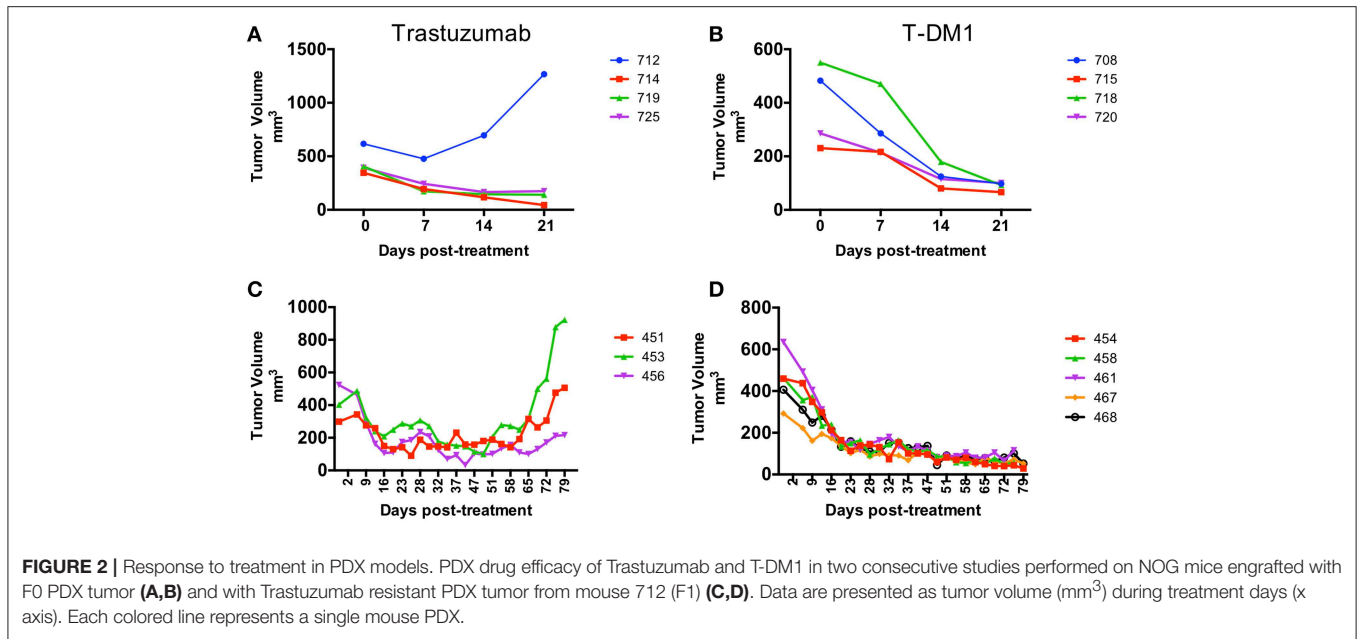 A
Trastuzumab
1500
1000
500
0
Tumor Volume
mm³
0 7 14 21
Days post-treatment
712
714
719
725
B
T-DM1
600
400
200
0
Tumor Volume
mm³
0 7 14 21
Days post-treatment
708
715
718
720
C
1000
800
600
400
200
0
Tumor Volume
mm³
2 9 16 23 28 32 37 47 51 58 65 72 79
Days post-treatment
451
453
456
D
800
600
400
200
0
Tumor Volume
mm³
2 9 16 23 28 32 37 47 51 58 65 72 79
Days post-treatment
454
458
461
467
468
FIGURE 2 | Response to treatment in PDX models. PDX drug efficacy of Trastuzumab and T-DM1 in two consecutive studies performed on NOG mice engrafted with
F0 PDX tumor (A,B) and with Trastuzumab resistant PDX tumor from mouse 712 (F1) (C,D). Data are presented as tumor volume (mm³) during treatment days (x
axis). Each colored line represents a single mouse PDX.